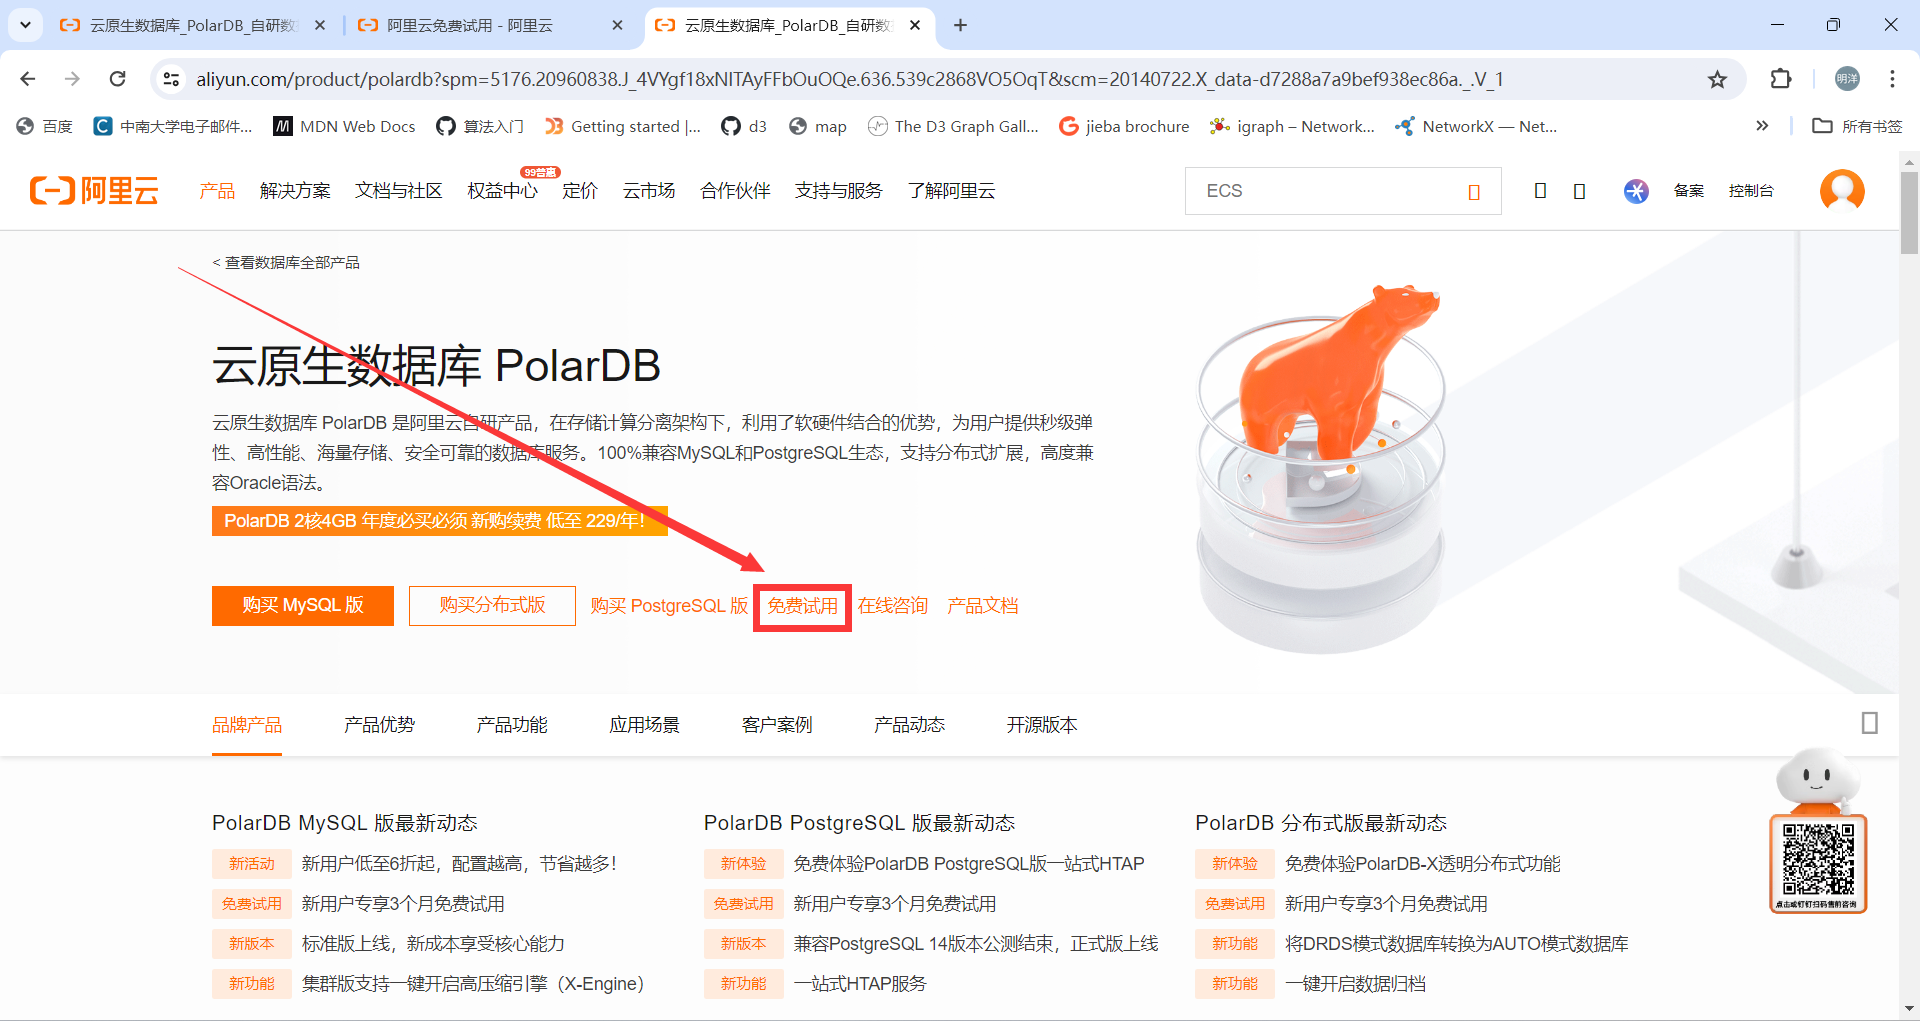 云原生数据库_PolarDB_自研数据
阿里云免费试用 - 阿里云
云原生数据库_PolarDB_自研数据
aliyun.com/product/polardb?spm=5176.20960838.J_4VYgf18xNlTAyFFbOuOQe.636.539c2868VO5OqT&scm=20140722.X_data-d7288a7a9bef938ec86a._.V_1
明洋
百度
中南大学电子邮件...
MDN Web Docs
算法入门
Getting started |...
d3
map
The D3 Graph Gall...
jieba brochure
igraph – Network...
NetworkX — Net...
所有书签
阿里云
产品
解决方案
文档与社区
权益中心
99普惠
定价
云市场
合作伙伴
支持与服务
了解阿里云
ECS
备案
控制台
< 查看数据库全部产品
云原生数据库 PolarDB
云原生数据库 PolarDB 是阿里云自研产品，在存储计算分离架构下，利用了软硬件结合的优势，为用户提供秒级弹
性、高性能、海量存储、安全可靠的数据库服务。100%兼容MySQL和PostgreSQL生态，支持分布式扩展，高度兼
容Oracle语法。
PolarDB 2核4GB 年度必买必须 新购续费 低至 229/年！
购买 MySQL 版
购买分布式版
购买 PostgreSQL 版
免费试用
在线咨询
产品文档
品牌产品
产品优势
产品功能
应用场景
客户案例
产品动态
开源版本
PolarDB MySQL 版最新动态
新活动 新用户低至6折起，配置越高，节省越多！
免费试用 新用户专享3个月免费试用
新版本 标准版上线，新成本享受核心能力
新功能 集群版支持一键开启高压缩引擎（X-Engine）
PolarDB PostgreSQL 版最新动态
新体验 免费体验PolarDB PostgreSQL版一站式HTAP
免费试用 新用户专享3个月免费试用
新版本 兼容PostgreSQL 14版本公测结束，正式版上线
新功能 一站式HTAP服务
PolarDB 分布式版最新动态
新体验 免费体验PolarDB-X透明分布式功能
免费试用 新用户专享3个月免费试用
新功能 将DRDS模式数据库转换为AUTO模式数据库
新功能 一键开启数据归档
点击或钉钉扫码售前咨询